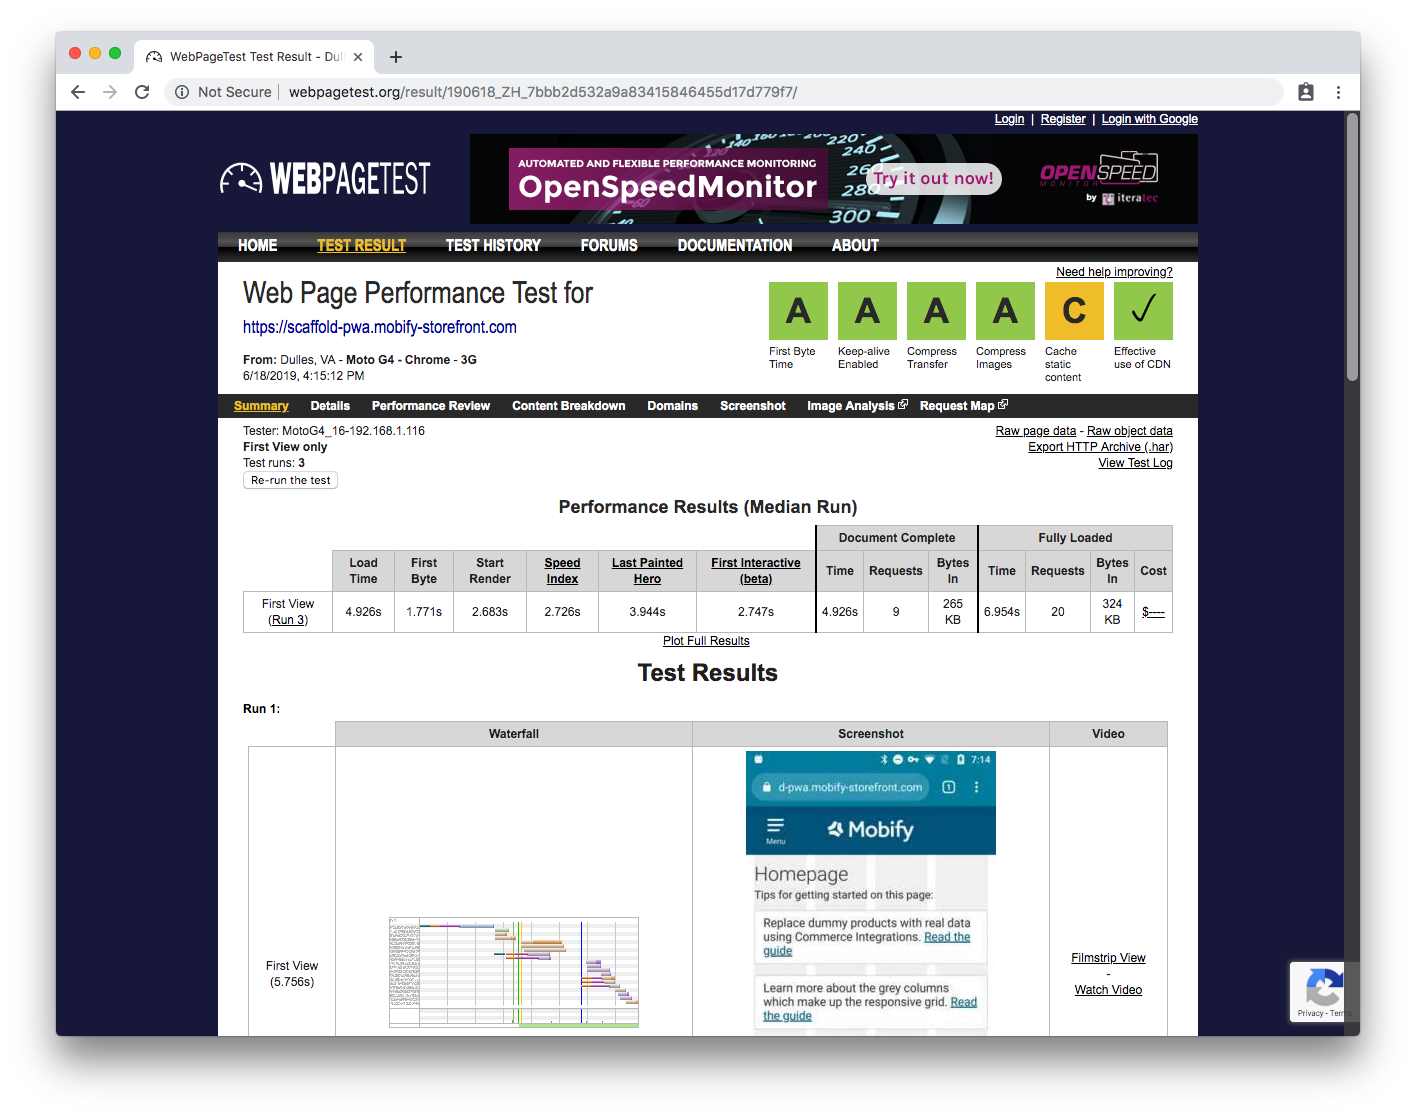 WebPageTest Test Result - Dul
Not Secure | webpagetest.org/result/190618_ZH_7bbb2d532a9a83415846455d17d779f7/
Login | Register | Login with Google
WEBPAGETEST
AUTOMATED AND FLEXIBLE PERFORMANCE MONITORING
OpenSpeedMonitor
140 160 220 240 260 280 300
Try it out now!
OPENSPEED
MONITOR
by iteratec
HOME TEST RESULT TEST HISTORY FORUMS DOCUMENTATION ABOUT
Need help improving?
Web Page Performance Test for
https://scaffold-pwa.mobify-storefront.com
From: Dulles, VA - Moto G4 - Chrome - 3G
6/18/2019, 4:15:12 PM
A A A A C ✓
First Byte Time
Keep-alive Enabled
Compress Transfer
Compress Images
Cache static content
Effective use of CDN
Summary Details Performance Review Content Breakdown Domains Screenshot Image Analysis Request Map
Tester: MotoG4_16-192.168.1.116
First View only
Test runs: 3
Re-run the test
Raw page data - Raw object data
Export HTTP Archive (.har)
View Test Log
Performance Results (Median Run)
Document Complete Fully Loaded
Load Time First Byte Start Render Speed Index Last Painted Hero First Interactive (beta) Time Requests Bytes In Time Requests Bytes In Cost
First View (Run 3) 4.926s 1.771s 2.683s 2.726s 3.944s 2.747s 4.926s 9 265 KB 6.954s 20 324 KB $----
Plot Full Results
Test Results
Run 1:
Waterfall Screenshot Video
First View
(5.756s)
7:14
d-pwa.mobify-storefront.com 1
Menu
Mobify
Homepage
Tips for getting started on this page:
Replace dummy products with real data
using Commerce Integrations. Read the
guide
Learn more about the grey columns
which make up the responsive grid. Read
the guide
Filmstrip View
-
Watch Video
Privacy - Terms